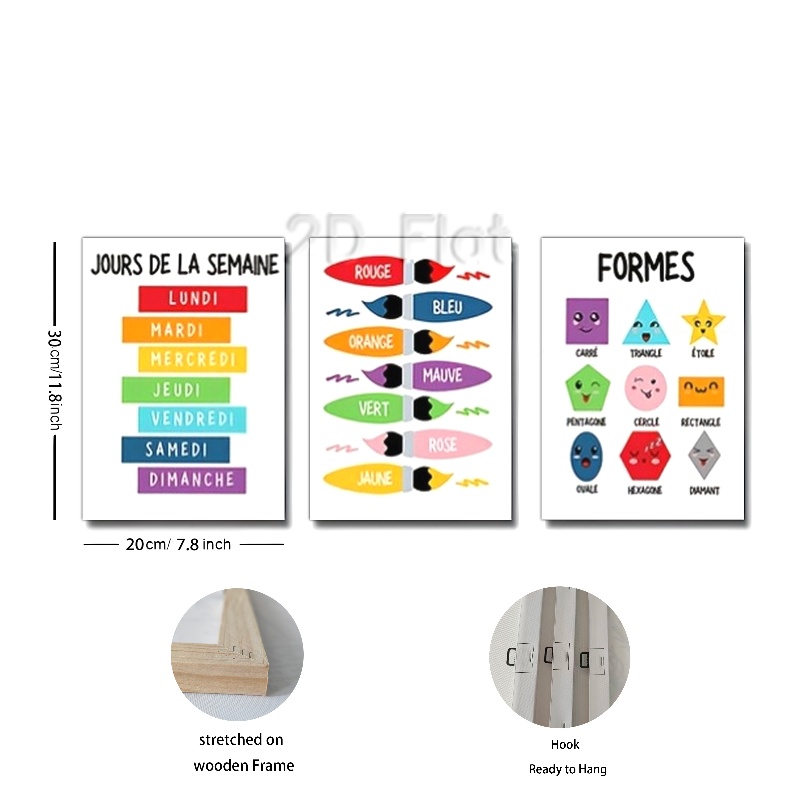 2D Flat
JOURS DE LA SEMAINE
LUNDI
MARDI
MERCREDI
JEUDI
VENDREDI
SAMEDI
DIMANCHE
ROUGE
BLEU
ORANGE
MAUVE
VERT
ROSE
JAUNE
FORMES
CARRÉ TRIANGLE ÉTOILE
PENTAGONE CERCLE RECTANGLE
OVALE HEXAGONE DIAMANT
30cm/11.8inch
20cm/ 7.8 inch
stretched on
wooden Frame
Hook
Ready to Hang